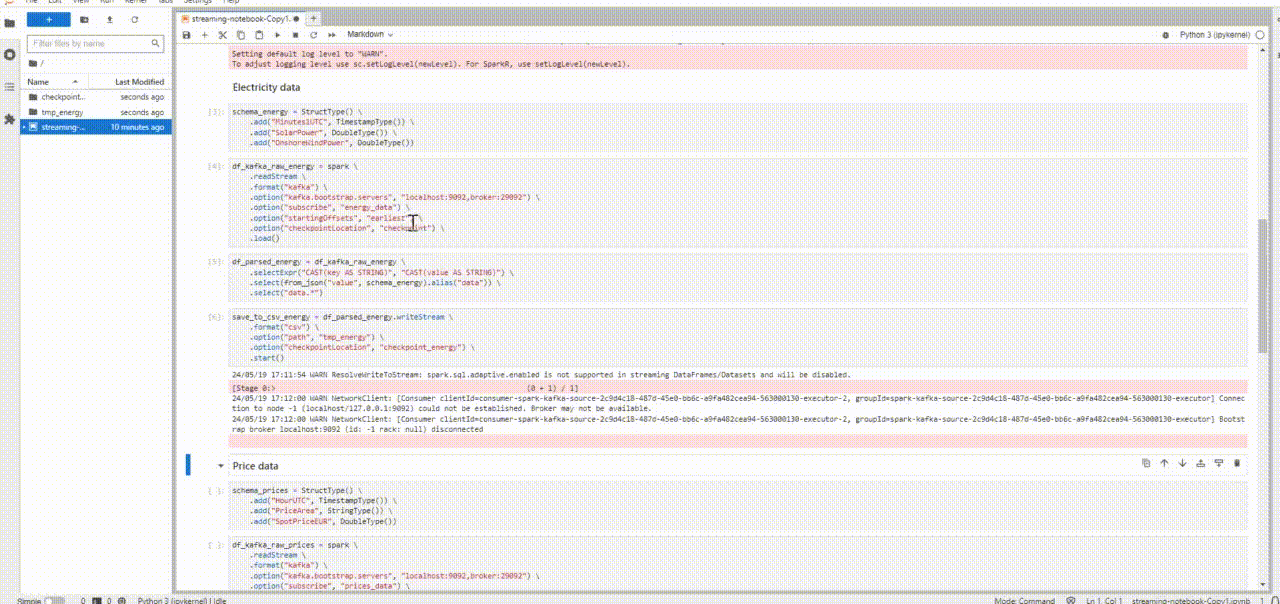 File Edit View Run Kernel Tabs Settings Help
streaming-notebook-Copy1.
Filter files by name
Markdown
Python 3 (ipykernel)
/
Name
Last Modified
checkpoint...
seconds ago
tmp_energy
seconds ago
streaming-...
10 minutes ago
Setting default log level to "WARN".
To adjust logging level use sc.setLogLevel(newLevel). For SparkR, use setLogLevel(newLevel).
Electricity data
[3]:
schema_energy = StructType() \
.add("Minutes1UTC", TimestampType()) \
.add("SolarPower", DoubleType()) \
.add("OnshoreWindPower", DoubleType())
[4]:
df_kafka_raw_energy = spark \
.readStream \
.format("kafka") \
.option("kafka.bootstrap.servers", "localhost:9092,broker:29092") \
.option("subscribe", "energy_data") \
.option("startingOffsets", "earliest") \
.option("checkpointLocation", "checkpoint") \
.load()
[5]:
df_parsed_energy = df_kafka_raw_energy \
.selectExpr("CAST(key AS STRING)", "CAST(value AS STRING)") \
.select(from_json("value", schema_energy).alias("data")) \
.select("data.*")
[6]:
save_to_csv_energy = df_parsed_energy.writeStream \
.format("csv") \
.option("path", "tmp_energy") \
.option("checkpointLocation", "checkpoint_energy") \
.start()
24/05/19 17:11:54 WARN ResolveWriteToStream: spark.sql.adaptive.enabled is not supported in streaming DataFrames/Datasets and will be disabled.
[Stage 0:> (0 + 1) / 1]
24/05/19 17:12:00 WARN NetworkClient: [Consumer clientId=consumer-spark-kafka-source-2c9d4c18-487d-45e0-bb6c-a9fa482cea94-563000130-executor-2, groupId=spark-kafka-source-2c9d4c18-487d-45e0-bb6c-a9fa482cea94-563000130-executor] Connec
tion to node -1 (localhost/127.0.0.1:9092) could not be established. Broker may not be available.
24/05/19 17:12:00 WARN NetworkClient: [Consumer clientId=consumer-spark-kafka-source-2c9d4c18-487d-45e0-bb6c-a9fa482cea94-563000130-executor-2, groupId=spark-kafka-source-2c9d4c18-487d-45e0-bb6c-a9fa482cea94-563000130-executor] Bootst
rap broker localhost:9092 (id: -1 rack: null) disconnected
Price data
[ ]:
schema_prices = StructType() \
.add("HourUTC", TimestampType()) \
.add("PriceArea", StringType()) \
.add("SpotPriceEUR", DoubleType())
[ ]:
df_kafka_raw_prices = spark \
.readStream \
.format("kafka") \
.option("kafka.bootstrap.servers", "localhost:9092,broker:29092") \
.option("subscribe", "prices_data") \
Simple 0 0 Python 3 (ipykernel) | Idle
Mode: Command Ln 1, Col 1 streaming-notebook-Copy1.ipynb 1